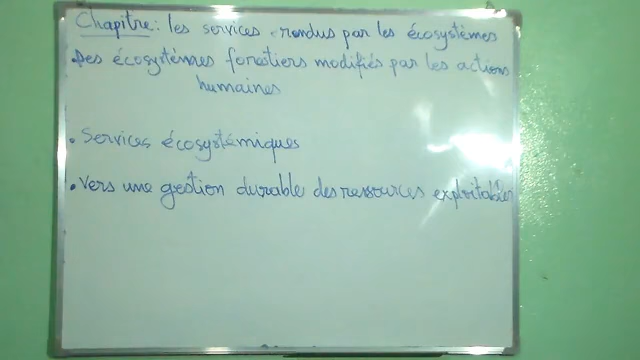 Chapitre: les services rendus par les écosystèmes
• Des écosystèmes forestiers modifiés par les actions
humaines
• Services écosystémiques
• Vers une gestion durable des ressources exploitables